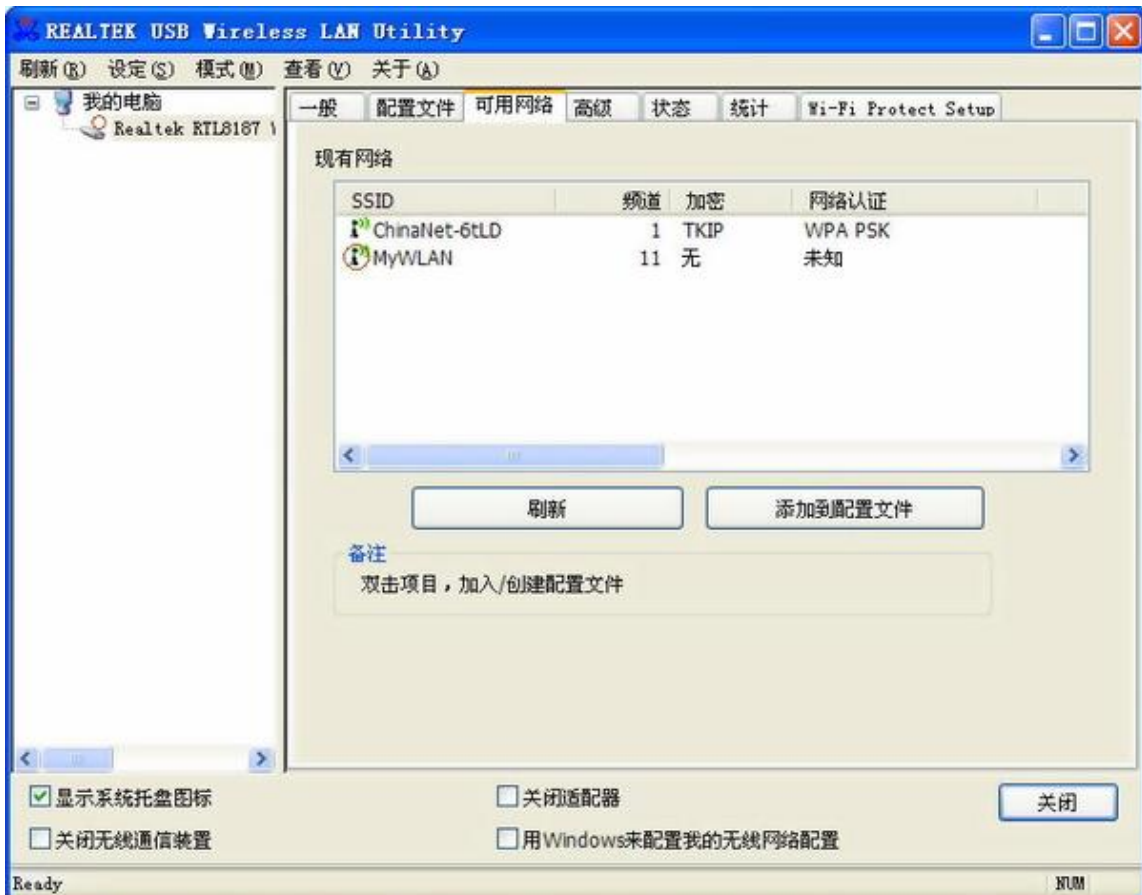 REALTEK USB Wireless LAN Utility
刷新(R) 设定(S) 模式(M) 查看(V) 关于(A)
我的电脑
Realtek RTL8187
一般 配置文件 可用网络 高级 状态 统计 Wi-Fi Protect Setup
现有网络
SSID 频道 加密 网络认证
ChinaNet-6tLD 1 TKIP WPA PSK
MyWLAN 11 无 未知
刷新 添加到配置文件
备注
双击项目，加入/创建配置文件
显示系统托盘图标 关闭适配器 关闭
关闭无线通信装置 用Windows来配置我的无线网络配置
Ready NUM